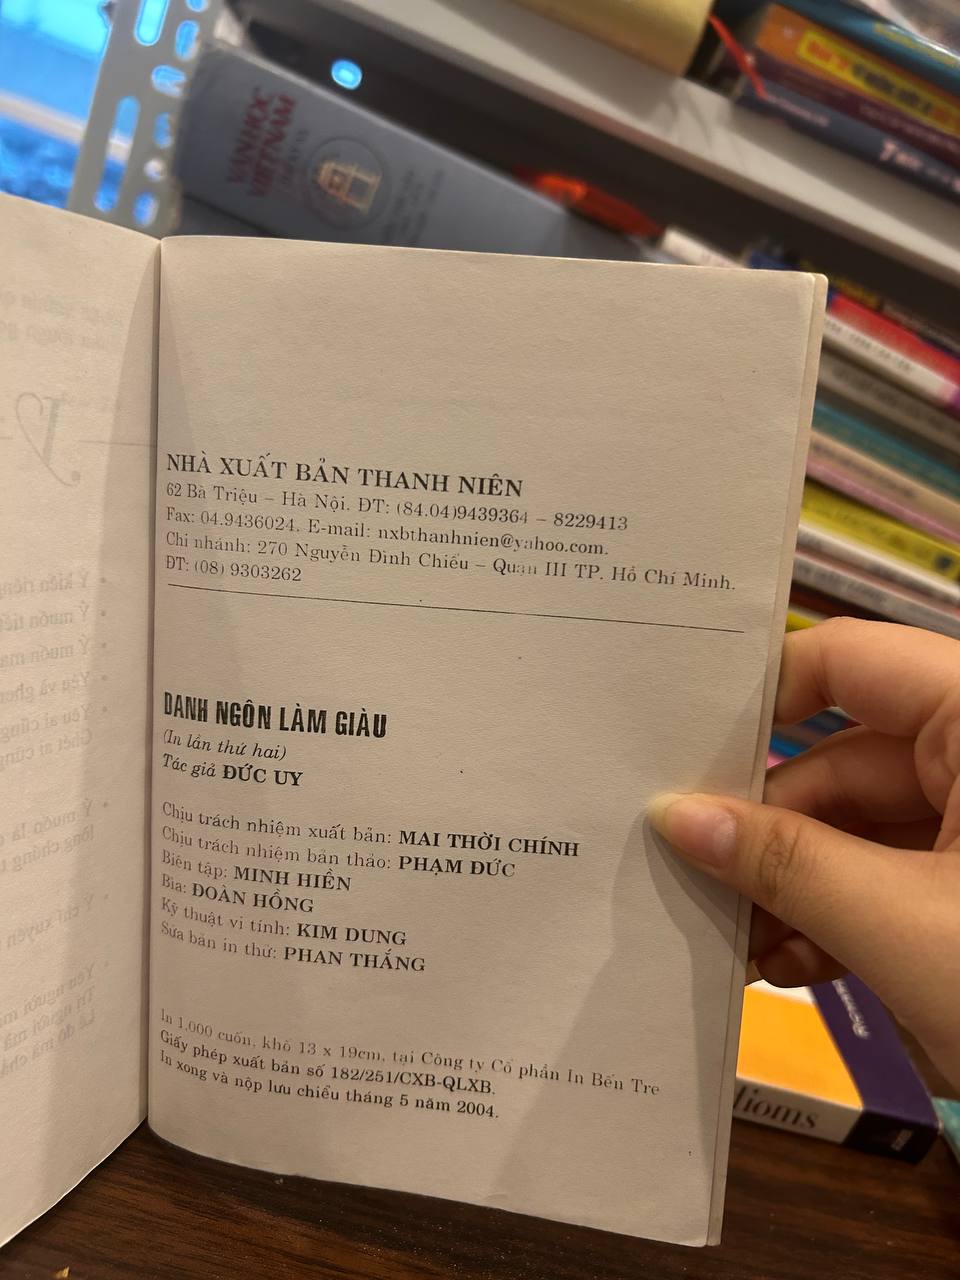 VĂN HỌC
VIỆT NAM
NHÀ XUẤT BẢN THANH NIÊN
62 Bà Triệu – Hà Nội. ĐT: (84.04)9439364 – 8229413
Fax: 04.9436024. E-mail: nxbthanhnien@yahoo.com.
Chi nhánh: 270 Nguyễn Đình Chiểu – Quận III TP. Hồ Chí Minh.
ĐT: (08) 9303262
DANH NGÔN LÀM GIÀU
(In lần thứ hai)
Tác giả ĐỨC UY
Chịu trách nhiệm xuất bản: MAI THỜI CHÍNH
Chịu trách nhiệm bản thảo: PHẠM ĐỨC
Biên tập: MINH HIỀN
Bìa: ĐOÀN HỒNG
Kỹ thuật vi tính: KIM DUNG
Sửa bản in thử: PHAN THẮNG
In 1.000 cuốn, khổ 13 x 19cm, tại Công ty Cổ phần In Bến Tre
Giấy phép xuất bản số 182/251/CXB-QLXB.
In xong và nộp lưu chiểu tháng 5 năm 2004.